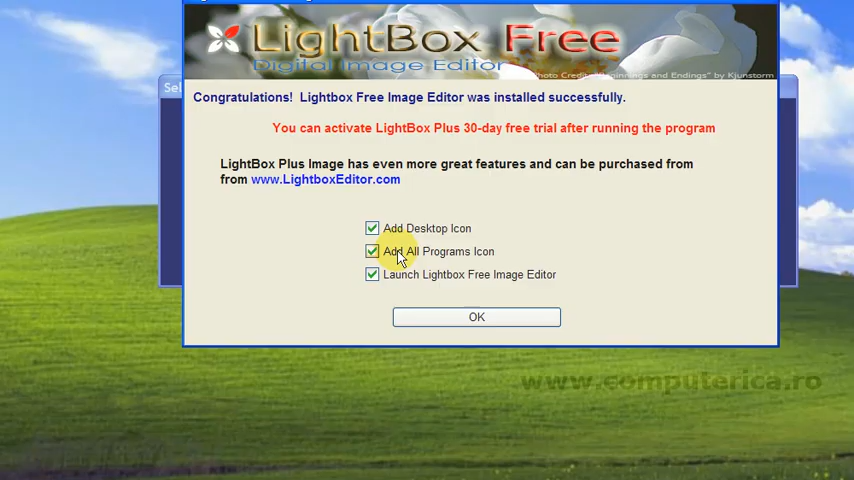 LightBox Free
Digital Image Editor
Photo Credit "Beginnings and Endings" by Kjunstorm
Sel
Congratulations! Lightbox Free Image Editor was installed successfully.
You can activate LightBox Plus 30-day free trial after running the program
LightBox Plus Image has even more great features and can be purchased from
from www.LightboxEditor.com
Add Desktop Icon
Add All Programs Icon
Launch Lightbox Free Image Editor
OK
www.computerica.ro